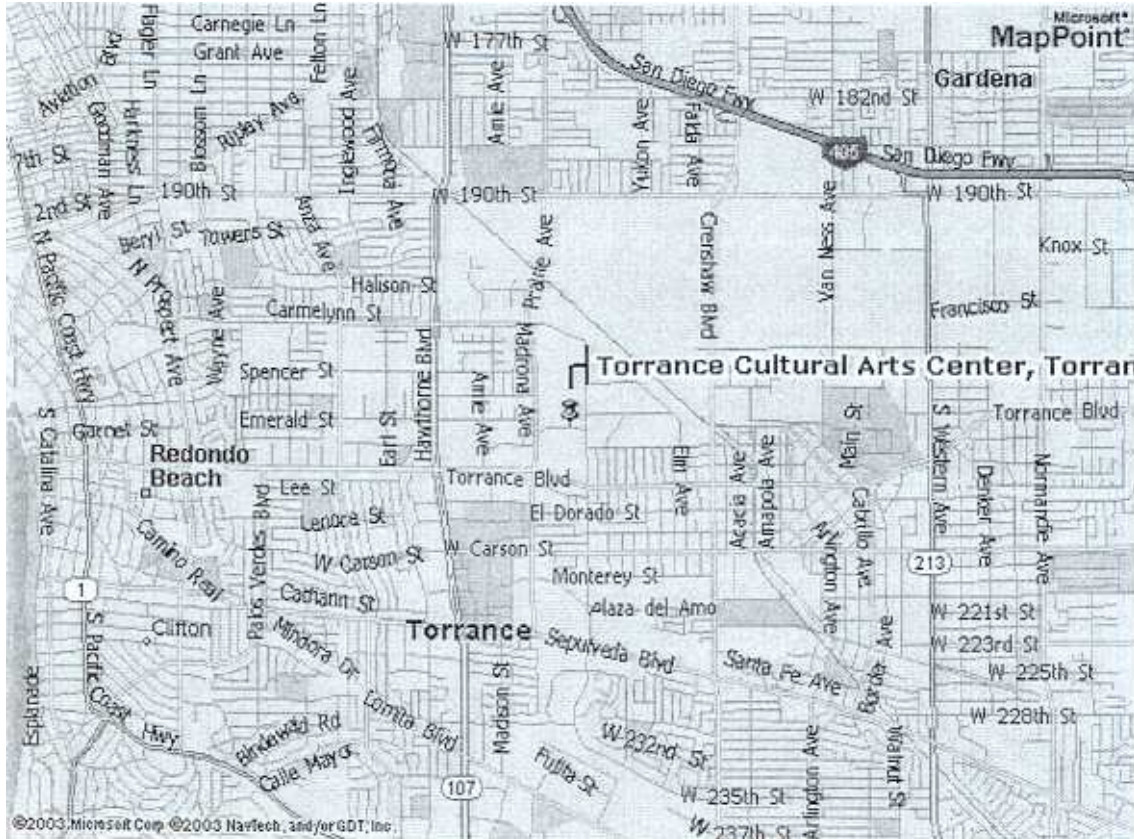 Carnegie Ln
Grant Ave
W 177th St
Microsoft®
MapPoint®
Flagler Ln
Felton Ln
Aviation Blvd
San Diego Fwy
Gardena
W 182nd St
Goodman Ave
Harkness Ln
Blossom Ln
Ripley Ave
Inglewood Ave
Firmona Ave
Amie Ave
Yukon Ave
Falda Ave
405
San Diego Fwy
7th St
190th St
W 190th St
W 190th St
2nd St
Beryl St
Towers St
Anza Ave
Prairie Ave
Crenshaw Blvd
Van Ness Ave
Knox St
N Pacific Coast Hwy
N Prospect Ave
Wayne Ave
Halison St
Carmelynn St
Francisco St
Hawthorne Blvd
Madrona Ave
Torrance Cultural Arts Center, Torran
Spencer St
Anne Ave
Emerald St
Earl St
Garnet St
S Catalina Ave
Main St
S Western Ave
Torrance Blvd
Redondo
Beach
Torrance Blvd
Elm Ave
Acacia Ave
Amapola Ave
Cabrillo Ave
Denker Ave
Normandie Ave
Lee St
Palos Verdes Blvd
Lenore St
El Dorado St
Arlington Ave
W Carson St
W Carson St
Camino Real
213
Monterey St
1
Cathann St
Plaza del Amo
W 221st St
Clifton
Mindora Dr
Torrance
Sepulveda Blvd
Santa Fe Ave
Border Ave
W 223rd St
W 225th St
S Pacific Coast Hwy
Esplanade
Lomita Blvd
Madison St
W 228th St
Bindewald Rd
Calle Mayor
W 232nd St
Walnut St
Fujita St
Arlington Ave
107
W 235th St
W 237th St
©2003 Microsoft Corp ©2003 NavTech, and/or GDT, Inc.